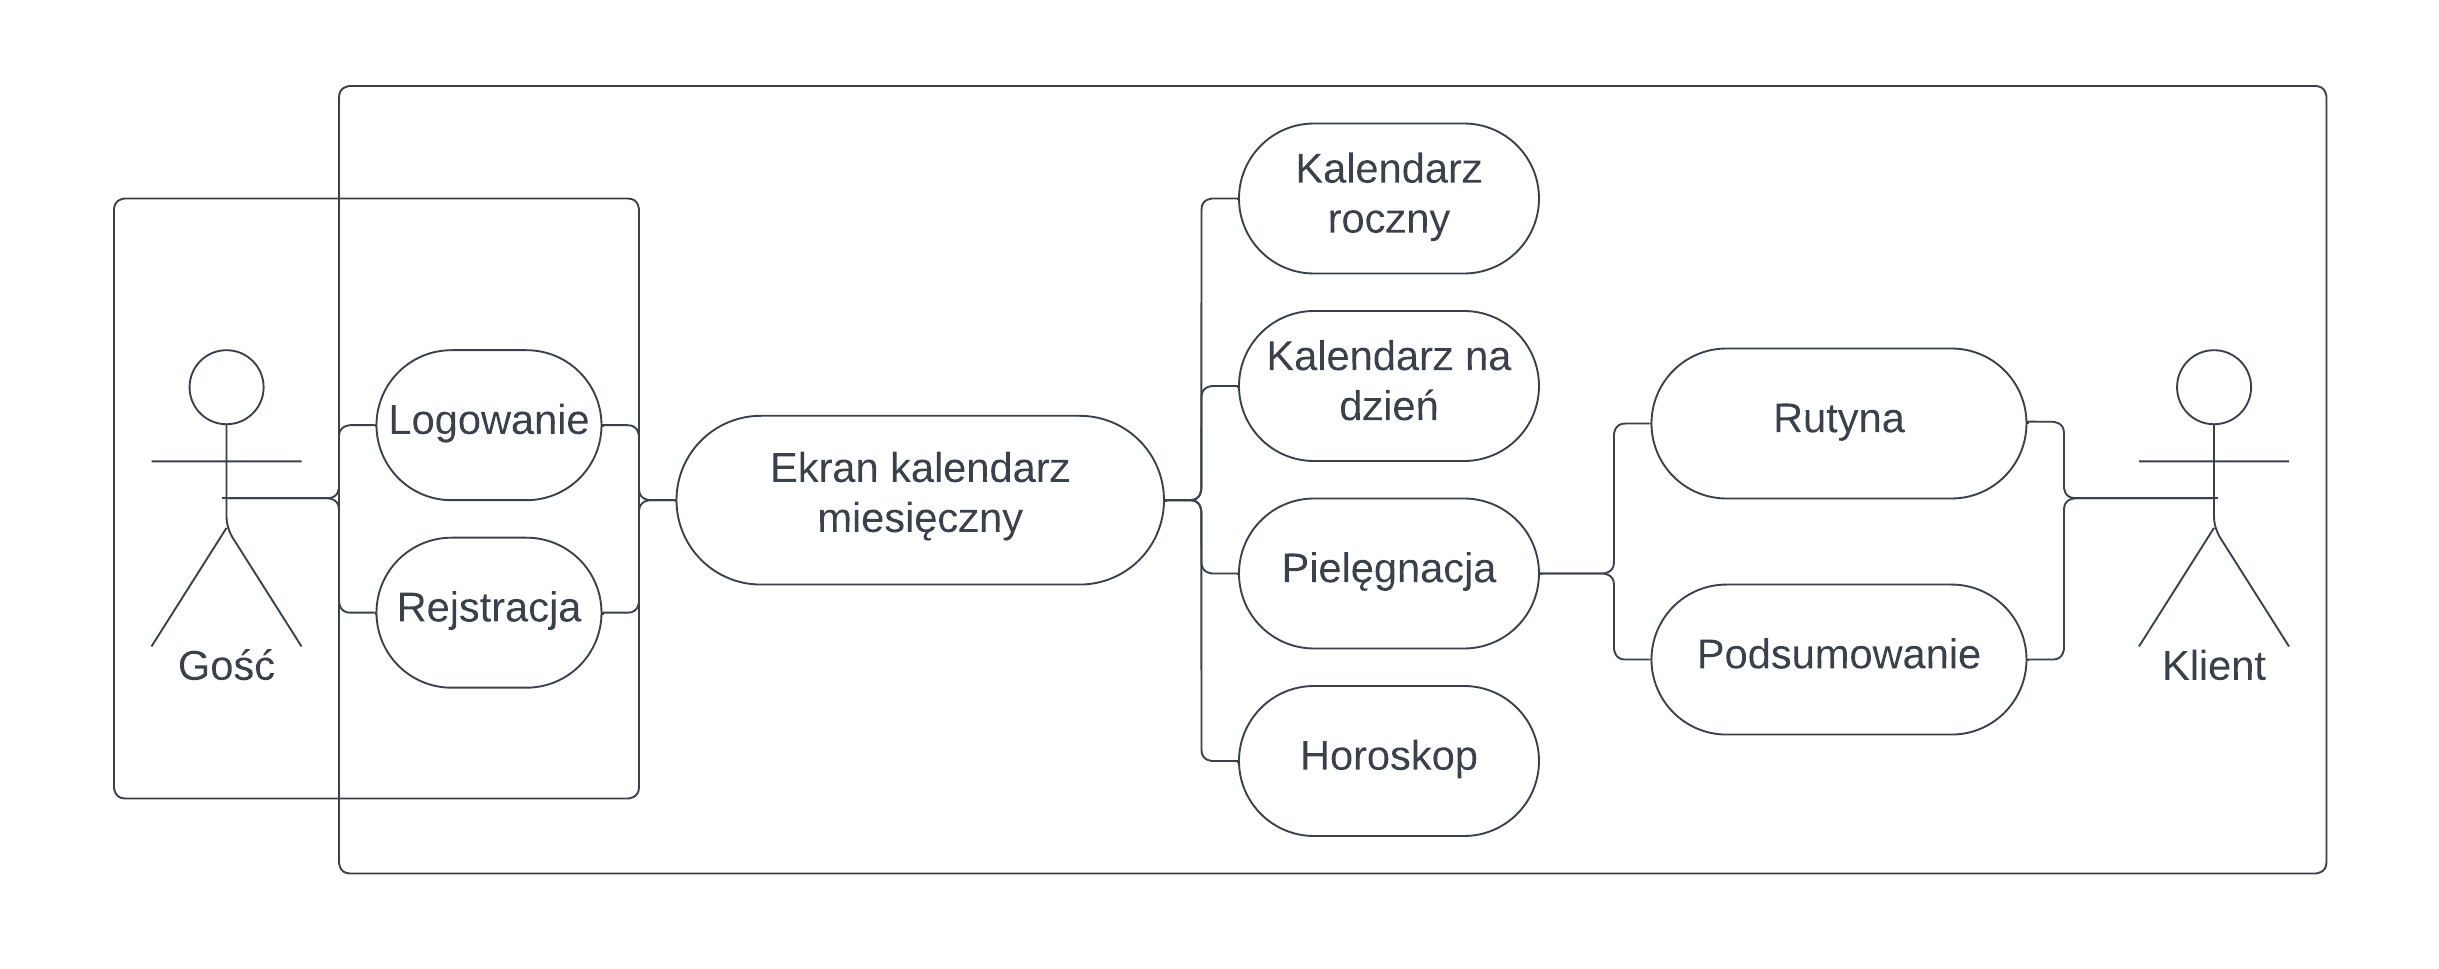 Kalendarz
roczny
Kalendarz na
dzień
Logowanie
Rutyna
Ekran kalendarz
miesięczny
Pielęgnacja
Rejstracja
Podsumowanie
Gość
Klient
Horoskop